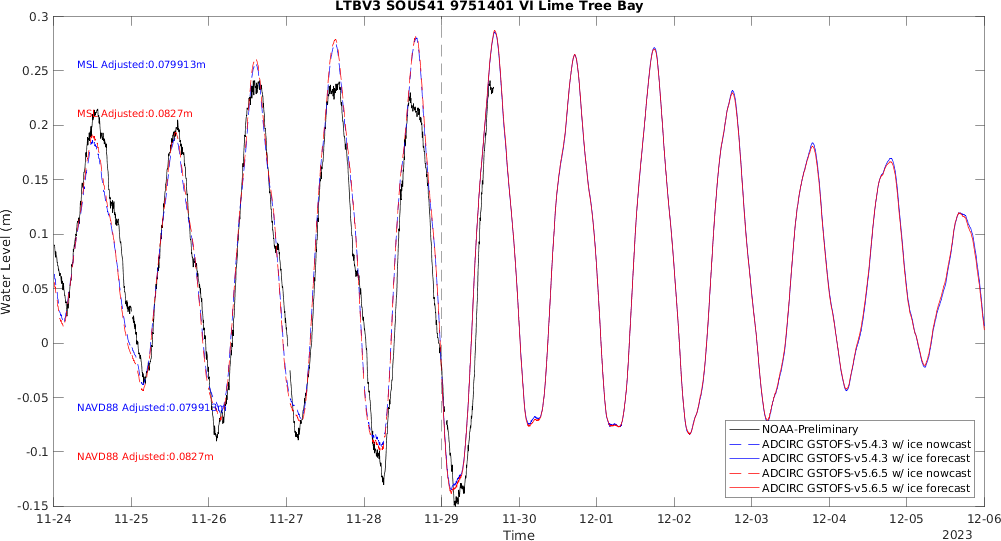 LTBV3 SOUS41 9751401 VI Lime Tree Bay
0.3
0.25
0.2
0.15
0.1
0.05
0
-0.05
-0.1
-0.15
Water Level (m)
MSL Adjusted:0.079913m
MSL Adjusted:0.0827m
NAVD88 Adjusted:0.079913m
NAVD88 Adjusted:0.0827m
NOAA-Preliminary
ADCIRC GSTOFS-v5.4.3 w/ ice nowcast
ADCIRC GSTOFS-v5.4.3 w/ ice forecast
ADCIRC GSTOFS-v5.6.5 w/ ice nowcast
ADCIRC GSTOFS-v5.6.5 w/ ice forecast
11-24 11-25 11-26 11-27 11-28 11-29 11-30 12-01 12-02 12-03 12-04 12-05 12-06
Time
2023